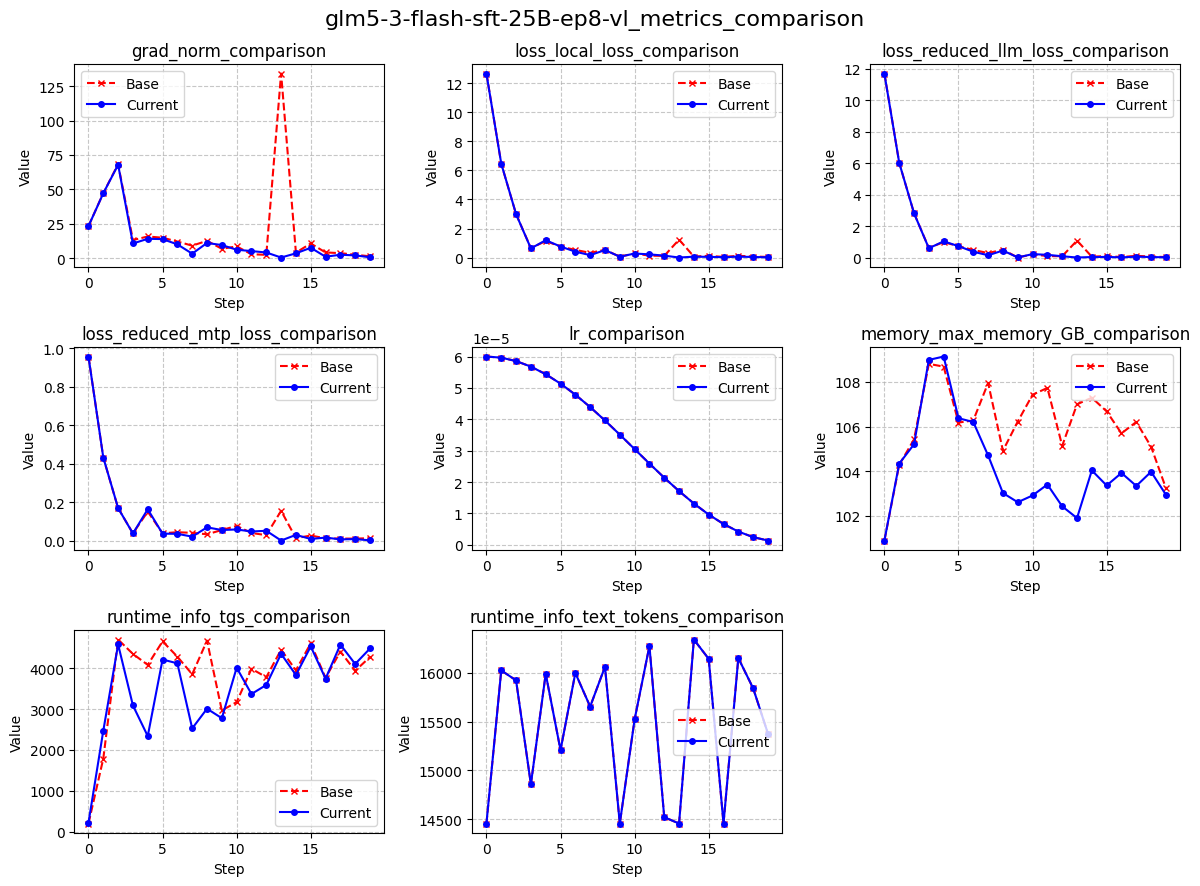 glm5-3-flash-sft-25B-ep8-vl_metrics_comparison
grad_norm_comparison
Value
125
100
75
50
25
0
Base
Current
0 5 10 15
Step
loss_local_loss_comparison
Value
12
10
8
6
4
2
0
Base
Current
0 5 10 15
Step
loss_reduced_llm_loss_comparison
Value
12
10
8
6
4
2
0
Base
Current
0 5 10 15
Step
loss_reduced_mtp_loss_comparison
Value
1.0
0.8
0.6
0.4
0.2
0.0
Base
Current
0 5 10 15
Step
lr_comparison
1e−5
Value
6
5
4
3
2
1
0
Base
Current
0 5 10 15
Step
memory_max_memory_GB_comparison
Value
108
106
104
102
Base
Current
0 5 10 15
Step
runtime_info_tgs_comparison
Value
4000
3000
2000
1000
0
Base
Current
0 5 10 15
Step
runtime_info_text_tokens_comparison
Value
16000
15500
15000
14500
Base
Current
0 5 10 15
Step